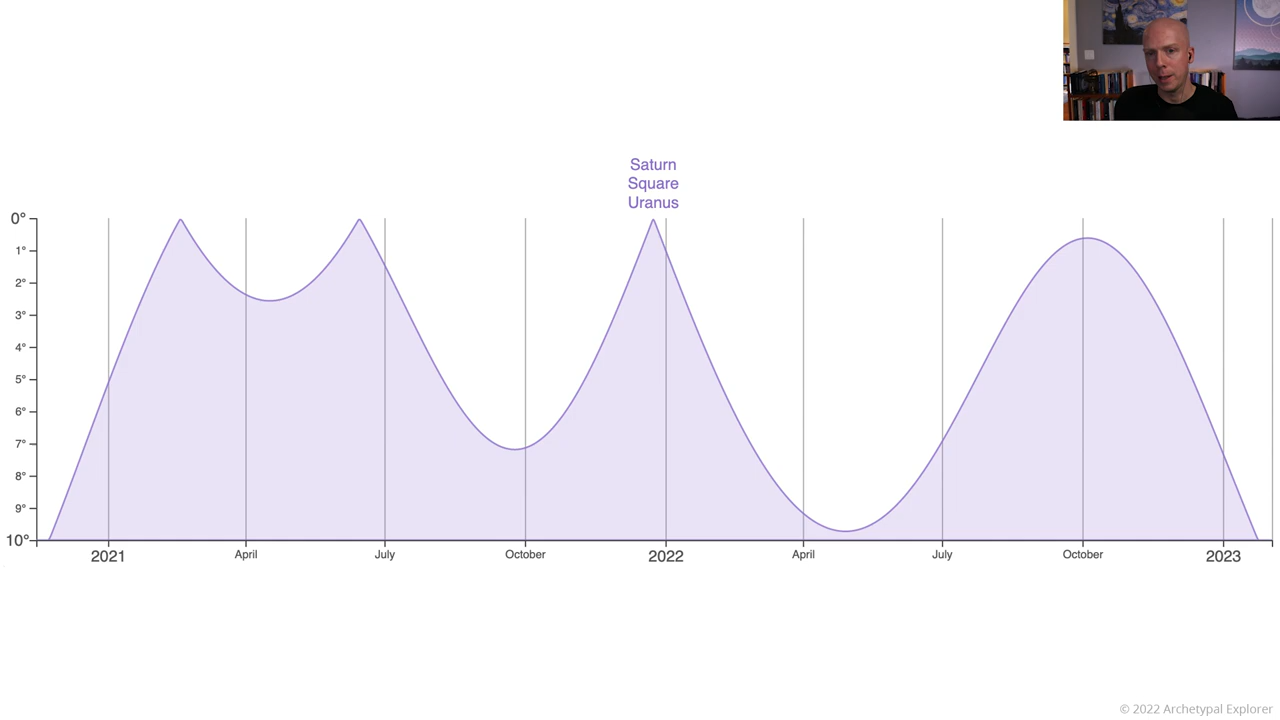 Saturn
Square
Uranus
0°
1°
2°
3°
4°
5°
6°
7°
8°
9°
10°
2021 April July October 2022 April July October 2023
© 2022 Archetypal Explorer